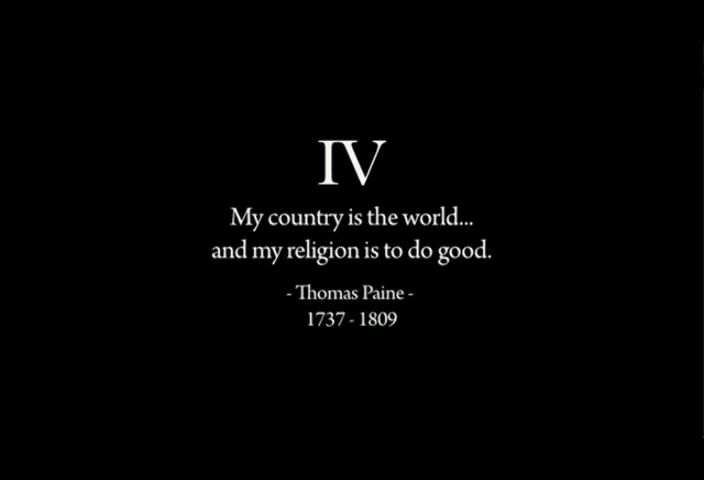 IV
My country is the world...
and my religion is to do good.
- Thomas Paine -
1737 - 1809